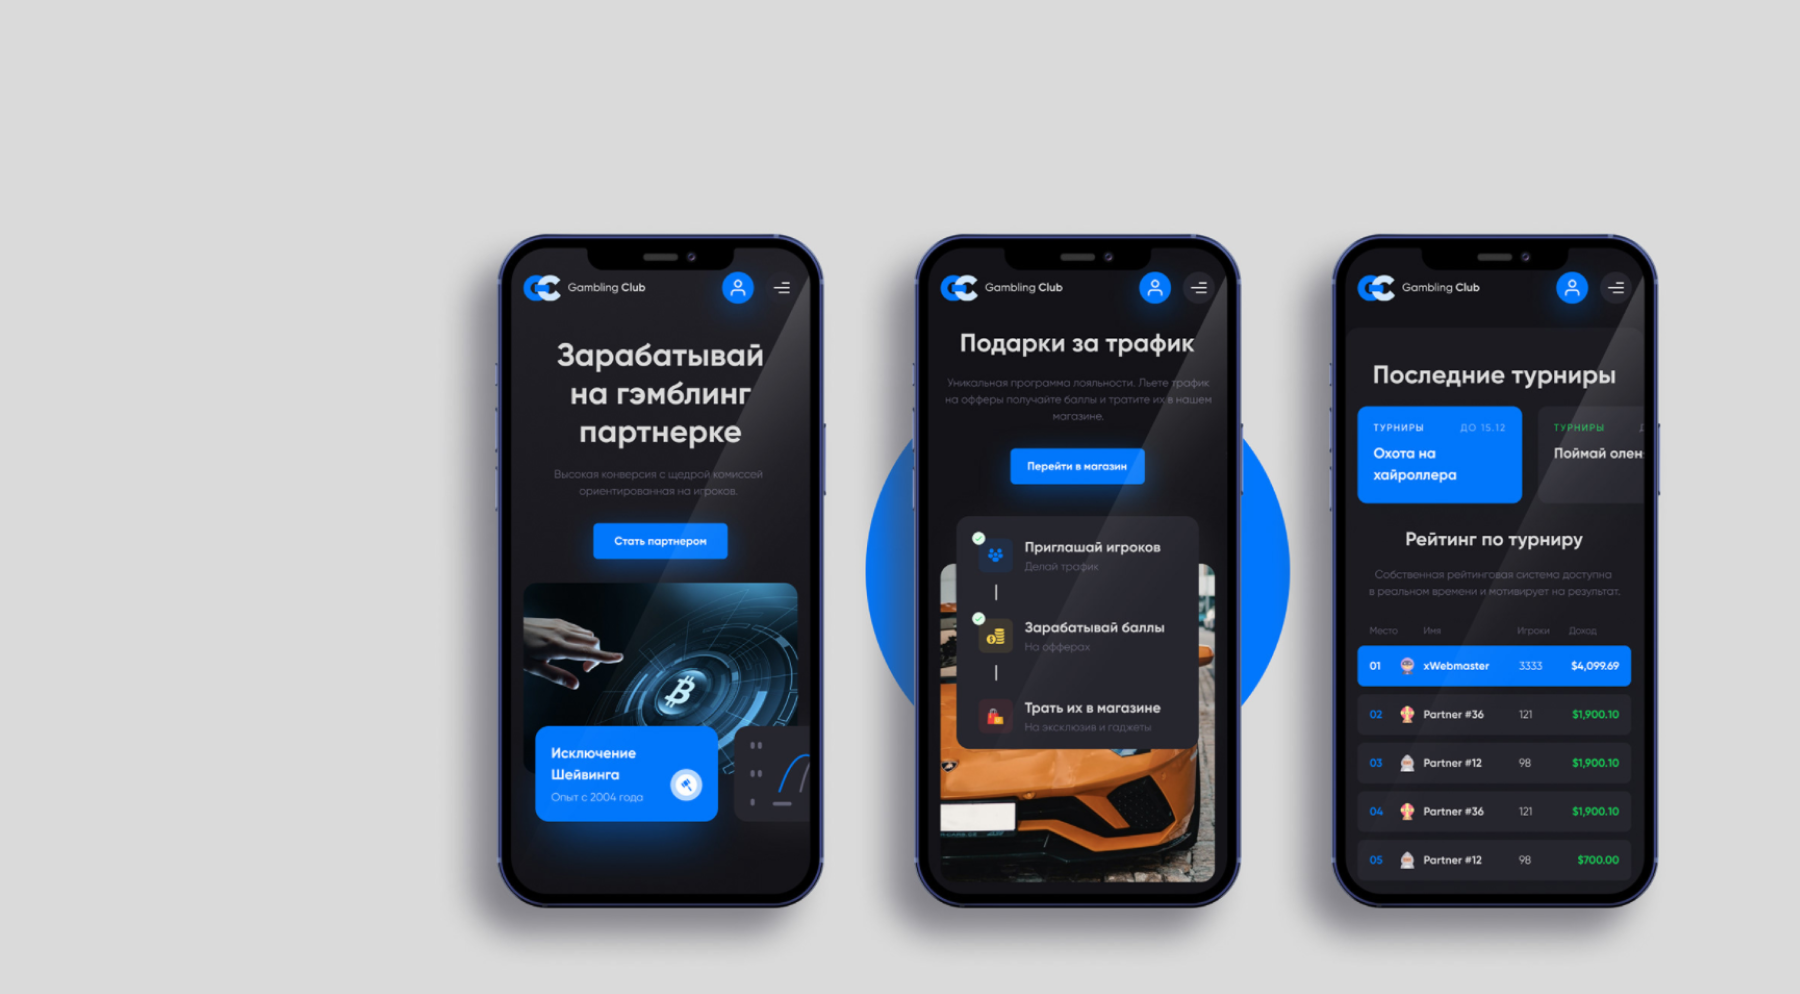 Gambling Club
Зарабатывай
на гэмблинг
партнерке
Высокая конверсия с щедрой комиссией
ориентированная на игроков.
Стать партнером
Исключение
Шейвинга
Опыт с 2004 года
Gambling Club
Подарки за трафик
Уникальная программа лояльности. Льете трафик
на офферы получайте баллы и тратите их в нашем
магазине.
Перейти в магазин
Приглашай игроков
Делай трафик
Зарабатывай баллы
На офферах
Трать их в магазине
На эксклюзив и гаджеты
Gambling Club
Последние турниры
ТУРНИРЫ ДО 15.12
Охота на
хайроллера
ТУРНИРЫ
Поймай олен
Рейтинг по турниру
Собственная рейтинговая система доступна
в реальном времени и мотивирует на результат.
Место Имя Игроки Доход
01 xWebmaster 3333 $4,099.69
02 Partner #36 121 $1,900.10
03 Partner #12 98 $1,900.10
04 Partner #36 121 $1,900.10
05 Partner #12 98 $700.00